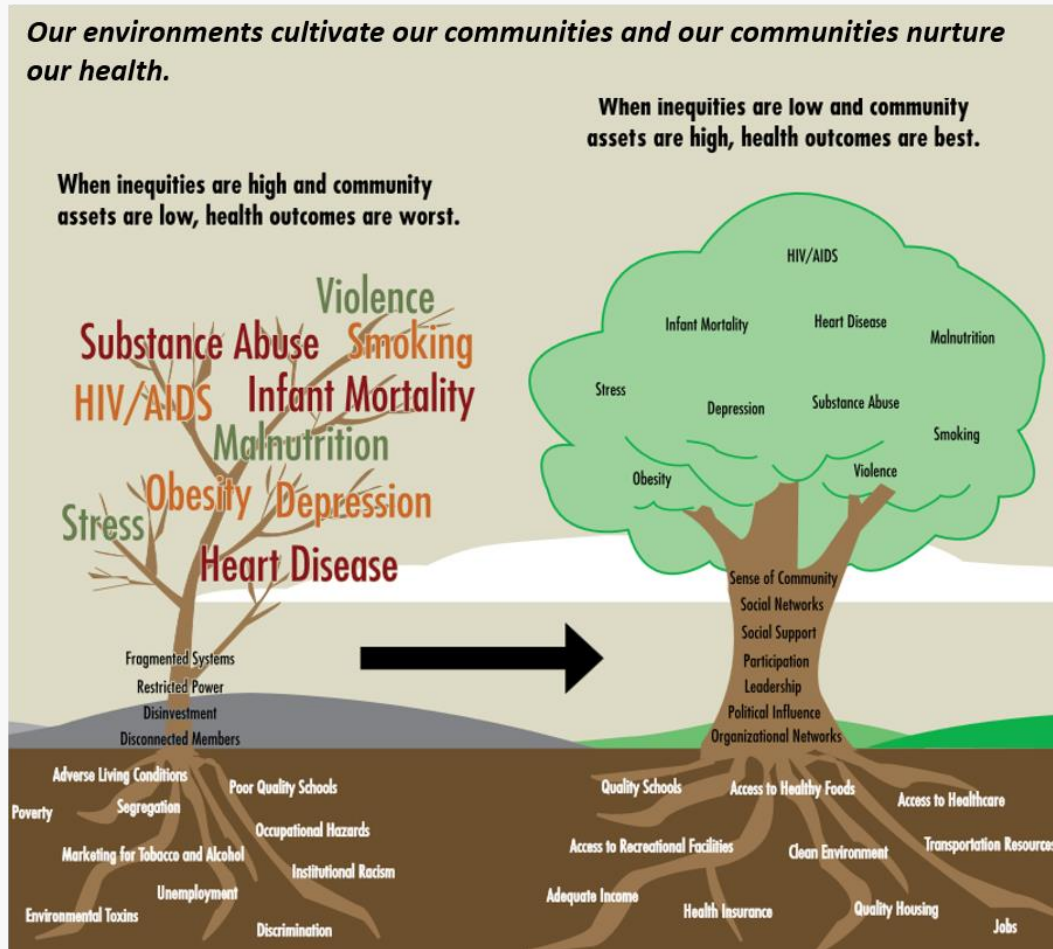 Our environments cultivate our communities and our communities nurture
our health.
When inequities are high and community
assets are low, health outcomes are worst.
Violence
Substance Abuse
Smoking
HIV/AIDS
Infant Mortality
Malnutrition
Obesity
Depression
Stress
Heart Disease
Fragmented Systems
Restricted Power
Disinvestment
Disconnected Members
Adverse Living Conditions
Poor Quality Schools
Poverty
Segregation
Occupational Hazards
Marketing for Tobacco and Alcohol
Institutional Racism
Unemployment
Environmental Toxins
Discrimination
When inequities are low and community
assets are high, health outcomes are best.
HIV/AIDS
Infant Mortality
Heart Disease
Malnutrition
Stress
Depression
Substance Abuse
Smoking
Obesity
Violence
Sense of Community
Social Networks
Social Support
Participation
Leadership
Political Influence
Organizational Networks
Quality Schools
Access to Healthy Foods
Access to Healthcare
Access to Recreational Facilities
Clean Environment
Transportation Resources
Adequate Income
Health Insurance
Quality Housing
Jobs